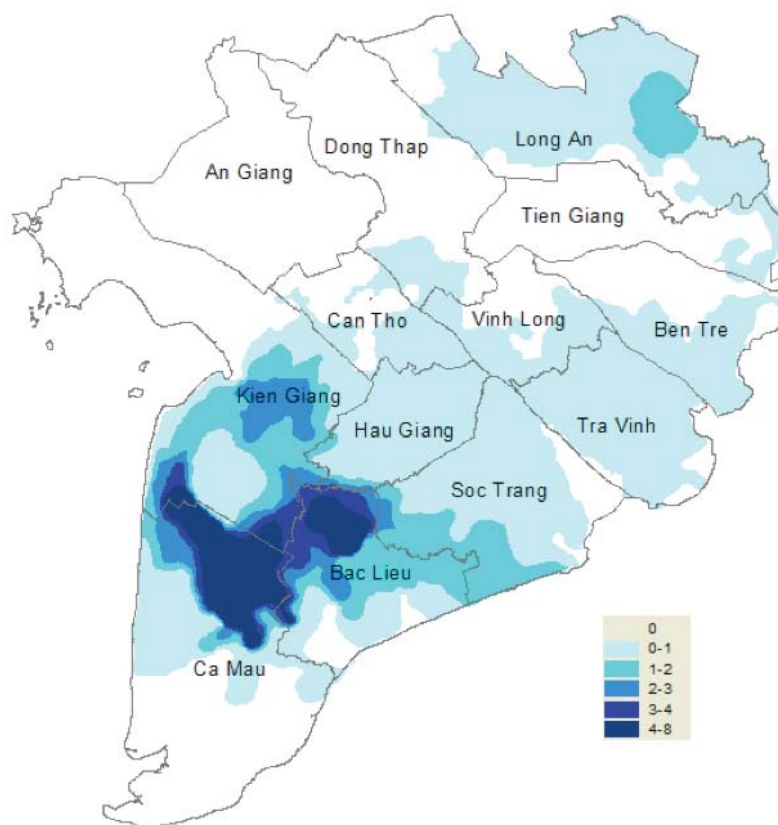 Long An
Dong Thap
An Giang
Tien Giang
Can Tho
Vinh Long
Ben Tre
Kien Giang
Hau Giang
Tra Vinh
Soc Trang
Bac Lieu
Ca Mau
0
0-1
1-2
2-3
3-4
4-8